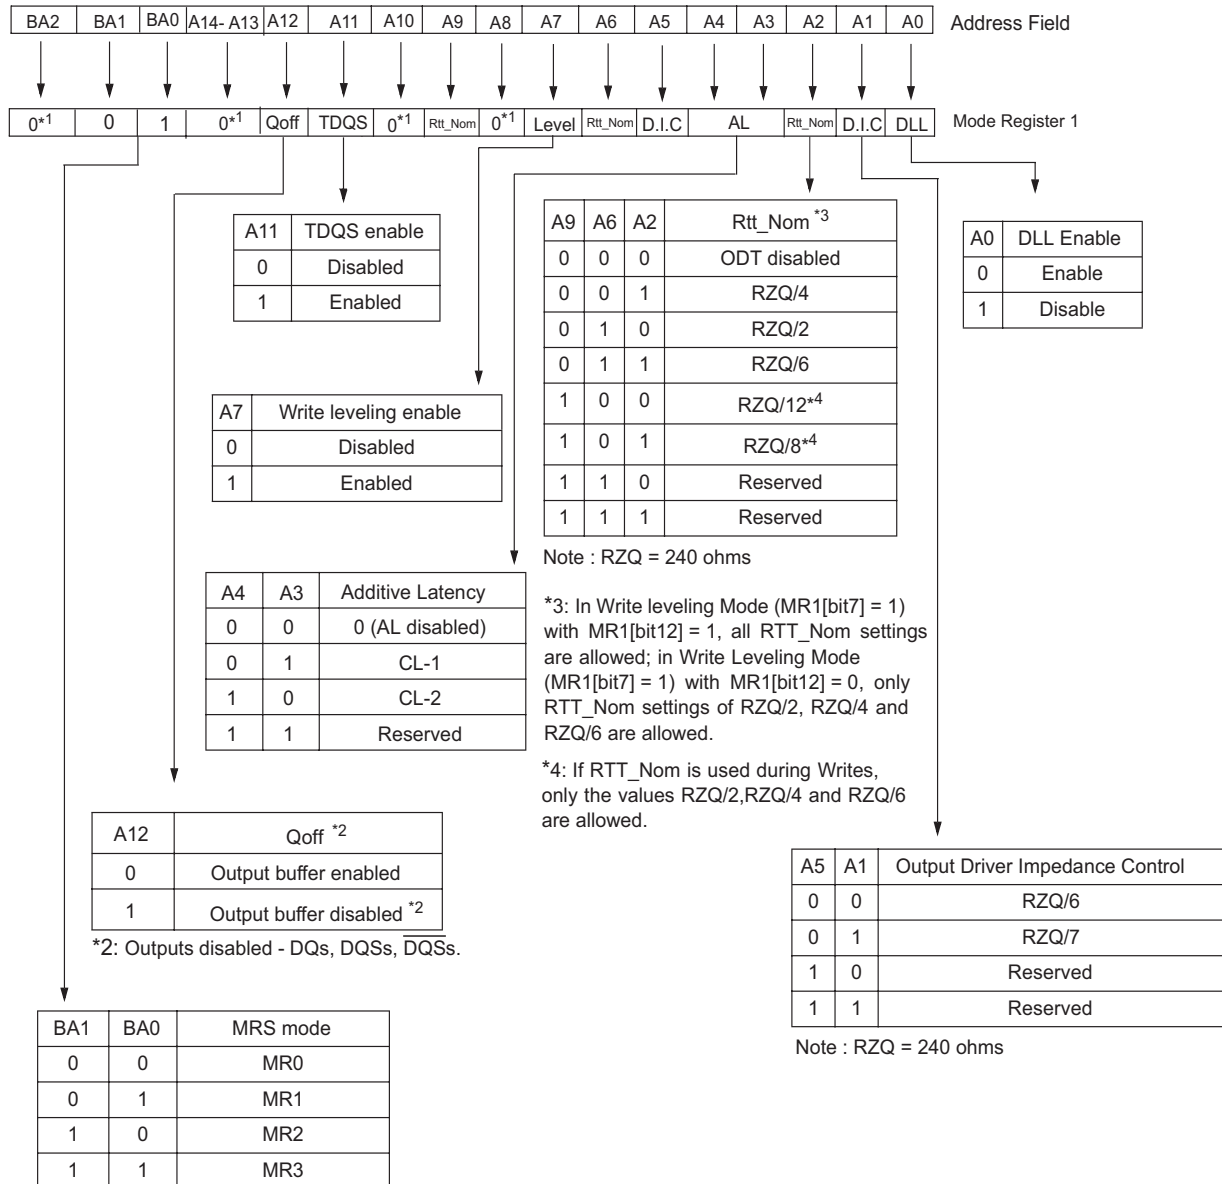 BA2 BA1 BA0 A14- A13 A12 A11 A10 A9 A8 A7 A6 A5 A4 A3 A2 A1 A0 Address Field
0*1 0 1 0*1 Qoff TDQS 0*1 Rtt_Nom 0*1 Level Rtt_Nom D.I.C AL Rtt_Nom D.I.C DLL Mode Register 1
A11 TDQS enable
0 Disabled
1 Enabled
A9 A6 A2 Rtt_Nom *3
0 0 0 ODT disabled
0 0 1 RZQ/4
0 1 0 RZQ/2
0 1 1 RZQ/6
1 0 0 RZQ/12*4
1 0 1 RZQ/8*4
1 1 0 Reserved
1 1 1 Reserved
Note : RZQ = 240 ohms
*3: In Write leveling Mode (MR1[bit7] = 1)
with MR1[bit12] = 1, all RTT_Nom settings
are allowed; in Write Leveling Mode
(MR1[bit7] = 1) with MR1[bit12] = 0, only
RTT_Nom settings of RZQ/2, RZQ/4 and
RZQ/6 are allowed.
*4: If RTT_Nom is used during Writes,
only the values RZQ/2,RZQ/4 and RZQ/6
are allowed.
A0 DLL Enable
0 Enable
1 Disable
A7 Write leveling enable
0 Disabled
1 Enabled
A4 A3 Additive Latency
0 0 0 (AL disabled)
0 1 CL-1
1 0 CL-2
1 1 Reserved
A12 Qoff *2
0 Output buffer enabled
1 Output buffer disabled *2
*2: Outputs disabled - DQs, DQSs, DQSs.
A5 A1 Output Driver Impedance Control
0 0 RZQ/6
0 1 RZQ/7
1 0 Reserved
1 1 Reserved
Note : RZQ = 240 ohms
BA1 BA0 MRS mode
0 0 MR0
0 1 MR1
1 0 MR2
1 1 MR3